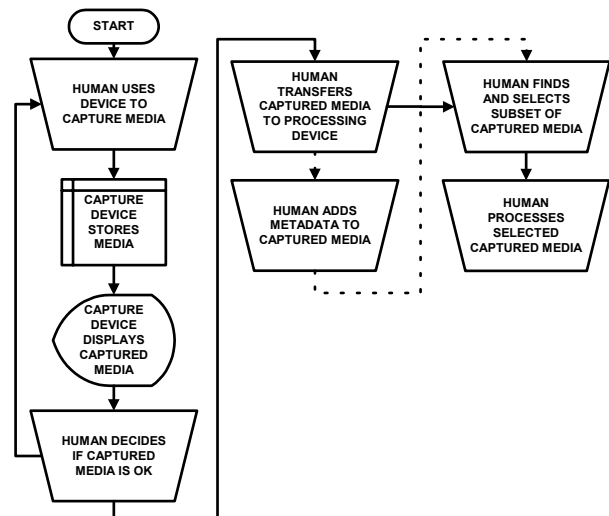 START
HUMAN USES
DEVICE TO
CAPTURE MEDIA
CAPTURE
DEVICE
STORES
MEDIA
CAPTURE
DEVICE
DISPLAYS
CAPTURED
MEDIA
HUMAN DECIDES
IF CAPTURED
MEDIA IS OK
HUMAN
TRANSFERS
CAPTURED MEDIA
TO PROCESSING
DEVICE
HUMAN ADDS
METADATA TO
CAPTURED MEDIA
HUMAN FINDS
AND SELECTS
SUBSET OF
CAPTURED MEDIA
HUMAN
PROCESSES
SELECTED
CAPTURED MEDIA